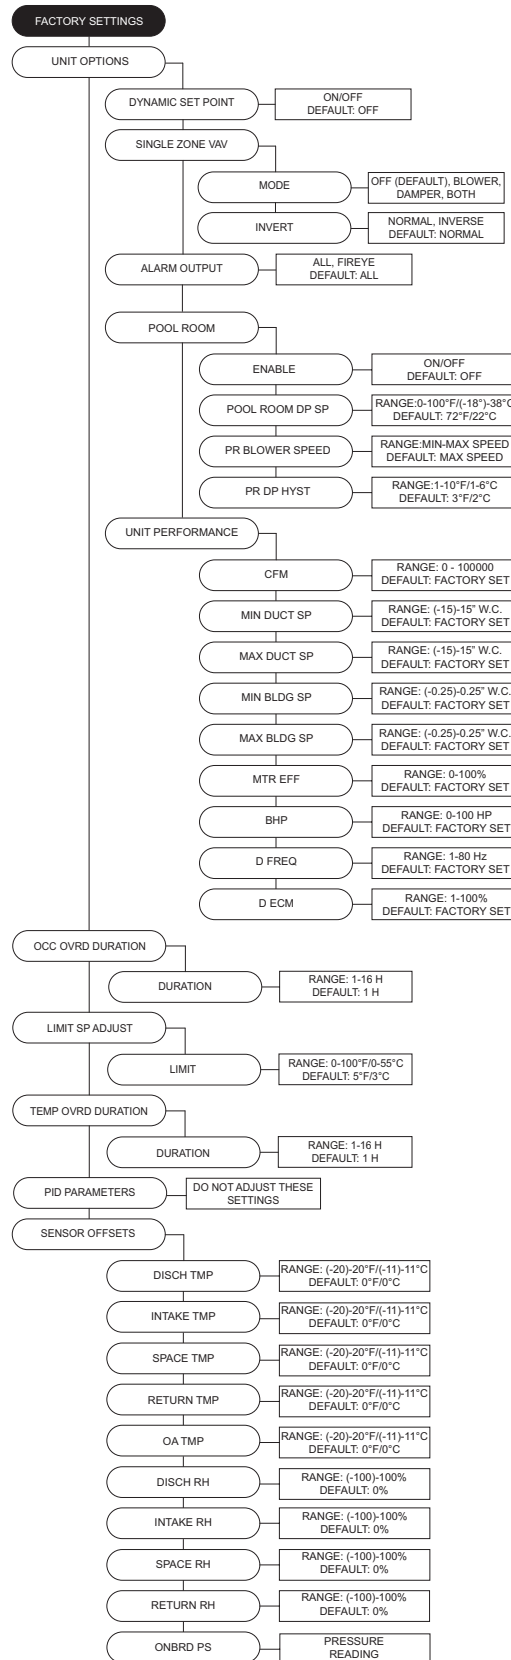 FACTORY SETTINGS
UNIT OPTIONS
DYNAMIC SET POINT
ON/OFF
DEFAULT: OFF
SINGLE ZONE VAV
MODE
OFF (DEFAULT), BLOWER,
DAMPER, BOTH
INVERT
NORMAL, INVERSE
DEFAULT: NORMAL
ALARM OUTPUT
ALL, FIREYE
DEFAULT: ALL
POOL ROOM
ENABLE
ON/OFF
DEFAULT: OFF
POOL ROOM DP SP
RANGE:0-100°F/(-18°)-38°C
DEFAULT: 72°F/22°C
PR BLOWER SPEED
RANGE:MIN-MAX SPEED
DEFAULT: MAX SPEED
PR DP HYST
RANGE:1-10°F/1-6°C
DEFAULT: 3°F/2°C
UNIT PERFORMANCE
CFM
RANGE: 0 - 100000
DEFAULT: FACTORY SET
MIN DUCT SP
RANGE: (-15)-15" W.C.
DEFAULT: FACTORY SET
MAX DUCT SP
RANGE: (-15)-15" W.C.
DEFAULT: FACTORY SET
MIN BLDG SP
RANGE: (-0.25)-0.25" W.C.
DEFAULT: FACTORY SET
MAX BLDG SP
RANGE: (-0.25)-0.25" W.C.
DEFAULT: FACTORY SET
MTR EFF
RANGE: 0-100%
DEFAULT: FACTORY SET
BHP
RANGE: 0-100 HP
DEFAULT: FACTORY SET
D FREQ
RANGE: 1-80 Hz
DEFAULT: FACTORY SET
D ECM
RANGE: 1-100%
DEFAULT: FACTORY SET
OCC OVRD DURATION
DURATION
RANGE: 1-16 H
DEFAULT: 1 H
LIMIT SP ADJUST
LIMIT
RANGE: 0-100°F/0-55°C
DEFAULT: 5°F/3°C
TEMP OVRD DURATION
DURATION
RANGE: 1-16 H
DEFAULT: 1 H
PID PARAMETERS
DO NOT ADJUST THESE
SETTINGS
SENSOR OFFSETS
DISCH TMP
RANGE: (-20)-20°F/(-11)-11°C
DEFAULT: 0°F/0°C
INTAKE TMP
RANGE: (-20)-20°F/(-11)-11°C
DEFAULT: 0°F/0°C
SPACE TMP
RANGE: (-20)-20°F/(-11)-11°C
DEFAULT: 0°F/0°C
RETURN TMP
RANGE: (-20)-20°F/(-11)-11°C
DEFAULT: 0°F/0°C
OA TMP
RANGE: (-20)-20°F/(-11)-11°C
DEFAULT: 0°F/0°C
DISCH RH
RANGE: (-100)-100%
DEFAULT: 0%
INTAKE RH
RANGE: (-100)-100%
DEFAULT: 0%
SPACE RH
RANGE: (-100)-100%
DEFAULT: 0%
RETURN RH
RANGE: (-100)-100%
DEFAULT: 0%
ONBRD PS
PRESSURE
READING